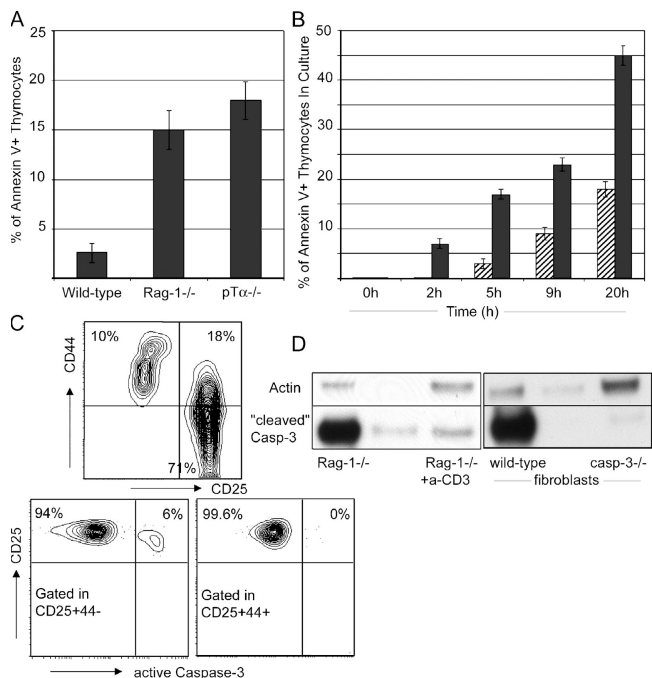 A
% of Annexin V+ Thymocytes
25
20
15
10
5
Wild-type Rag-1-/- pTα-/-
B
% of Annexin V+ Thymocytes In Culture
50
40
30
20
10
0h 2h 5h 9h 20h
Time (h)
C
CD44
10% 18%
71%
CD25
CD25
94% 6%
Gated in
CD25+44-
99.6% 0%
Gated in
CD25+44+
active Caspase-3
D
Actin
"cleaved"
Casp-3
Rag-1-/- Rag-1-/-
+a-CD3
wild-type casp-3-/-
fibroblasts